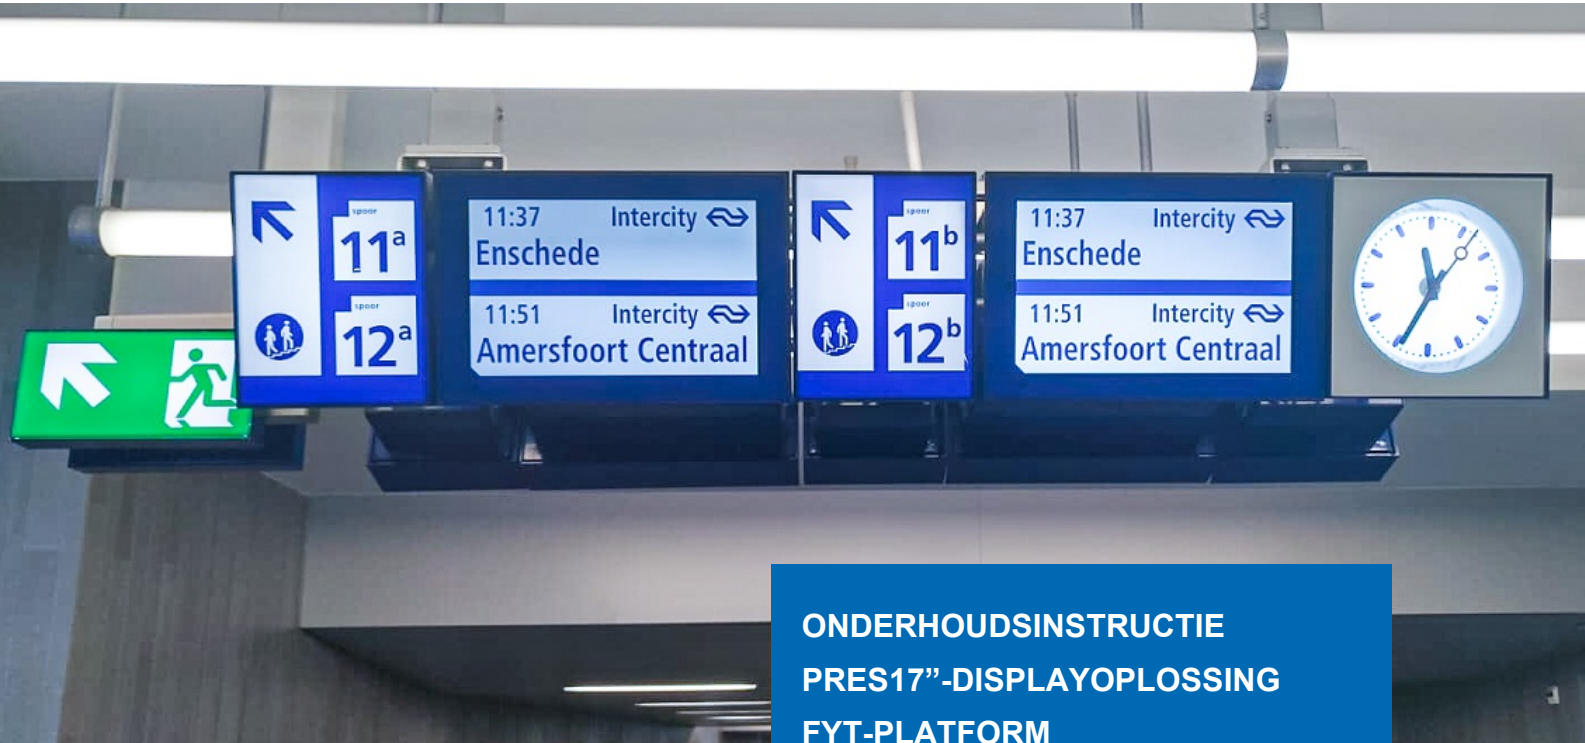 spoor
11a
spoor
12a
11:37 Intercity
Enschede
11:51 Intercity
Amersfoort Centraal
spoor
11b
spoor
12b
11:37 Intercity
Enschede
11:51 Intercity
Amersfoort Centraal
ONDERHOUDSINSTRUCTIE
PRES17”-DISPLAYOPLOSSING
FYT-PLATFORM